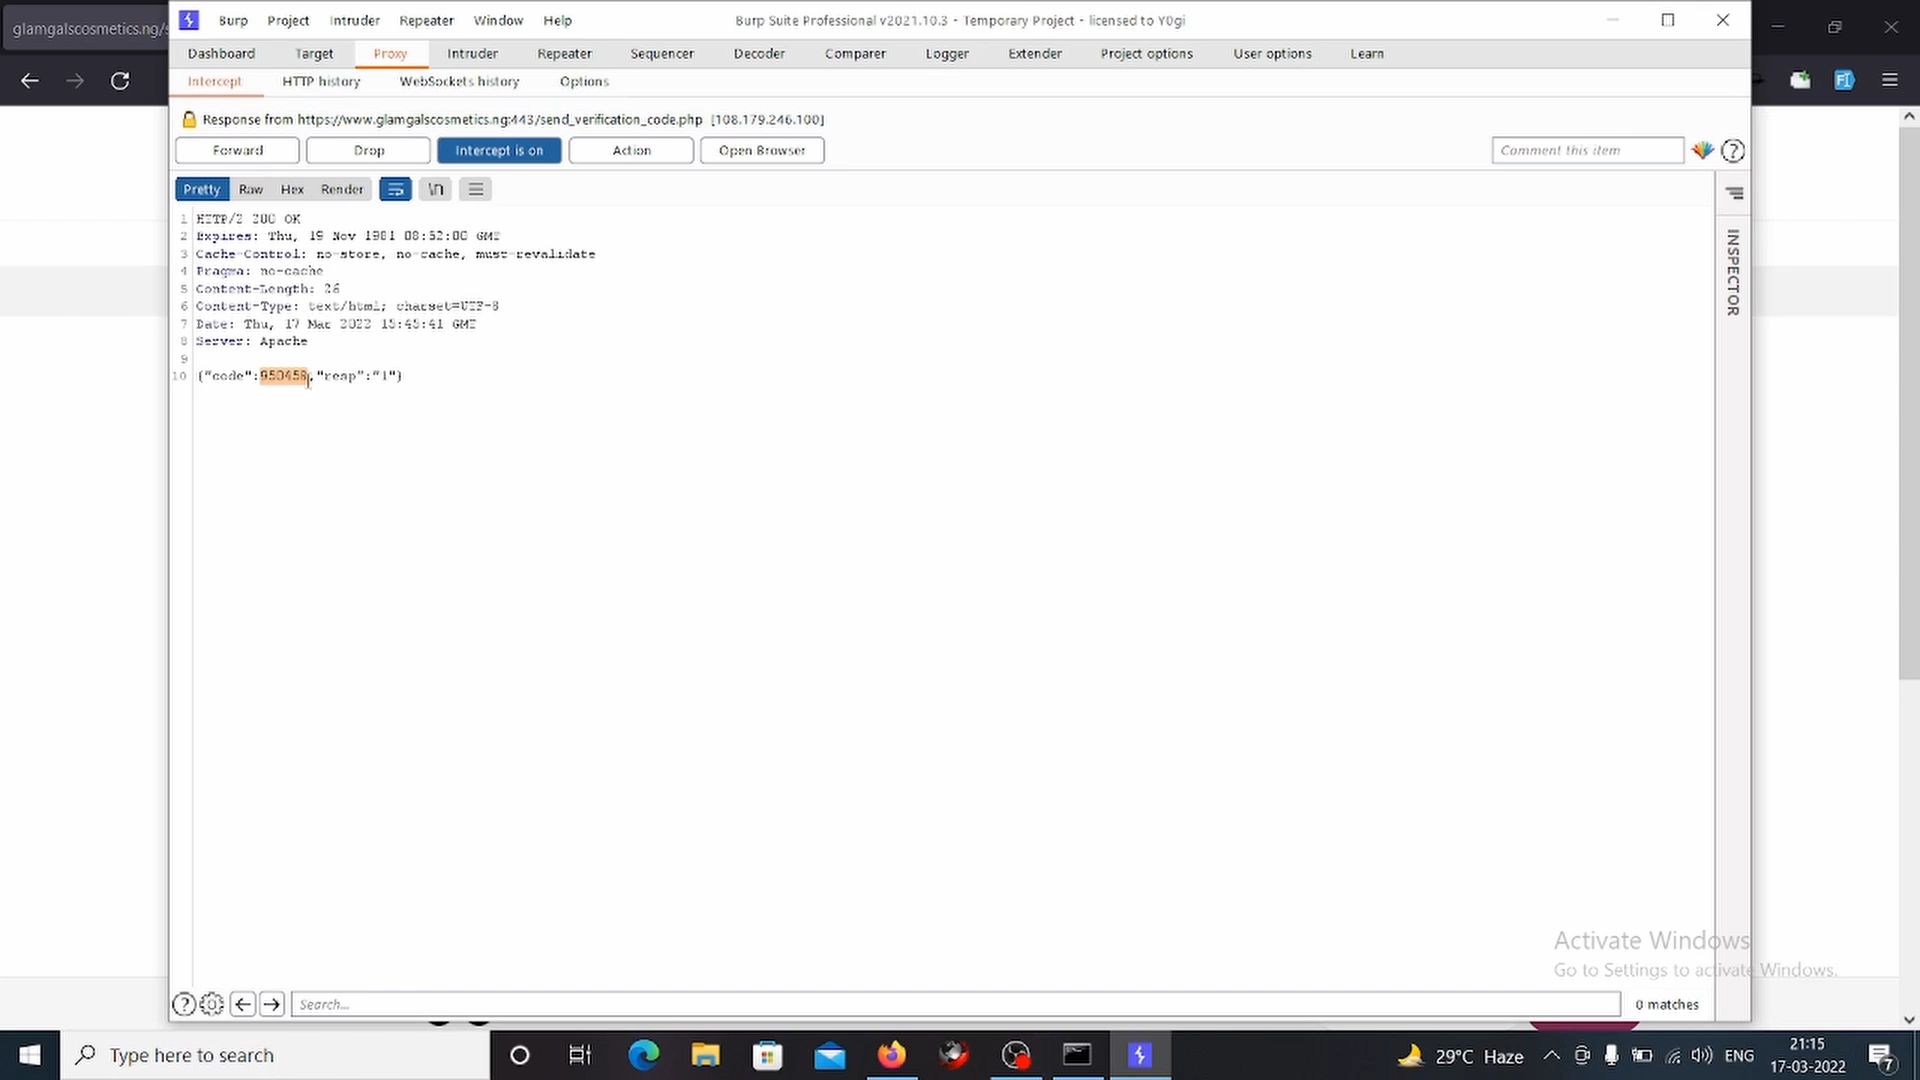 glamgalscosmetics.ng/s
Burp Project Intruder Repeater Window Help
Burp Suite Professional v2021.10.3 - Temporary Project - licensed to Y0gi
Dashboard Target Proxy Intruder Repeater Sequencer Decoder Comparer Logger Extender Project options User options Learn
Intercept HTTP history WebSockets history Options
Response from https://www.glamgalscosmetics.ng:443/send_verification_code.php [108.179.246.100]
Forward Drop Intercept is on Action Open Browser Comment this item
Pretty Raw Hex Render \n
INSPECTOR
1 HTTP/2 200 OK
2 Expires: Thu, 19 Nov 1981 08:52:00 GMT
3 Cache-Control: no-store, no-cache, must-revalidate
4 Pragma: no-cache
5 Content-Length: 26
6 Content-Type: text/html; charset=UTF-8
7 Date: Thu, 17 Mar 2022 15:45:41 GMT
8 Server: Apache
9
10 {"code":950458,"resp":"1"}
Activate Windows
Go to Settings to activate Windows.
Search... 0 matches
Type here to search 29°C Haze ENG 21:15
17-03-2022 7